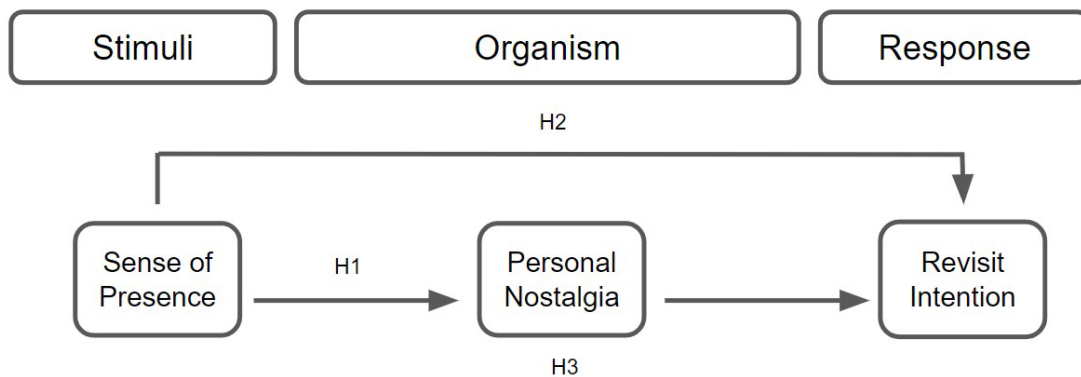 Stimuli
Organism
Response
H2
Sense of
Presence
H1
Personal
Nostalgia
Revisit
Intention
H3